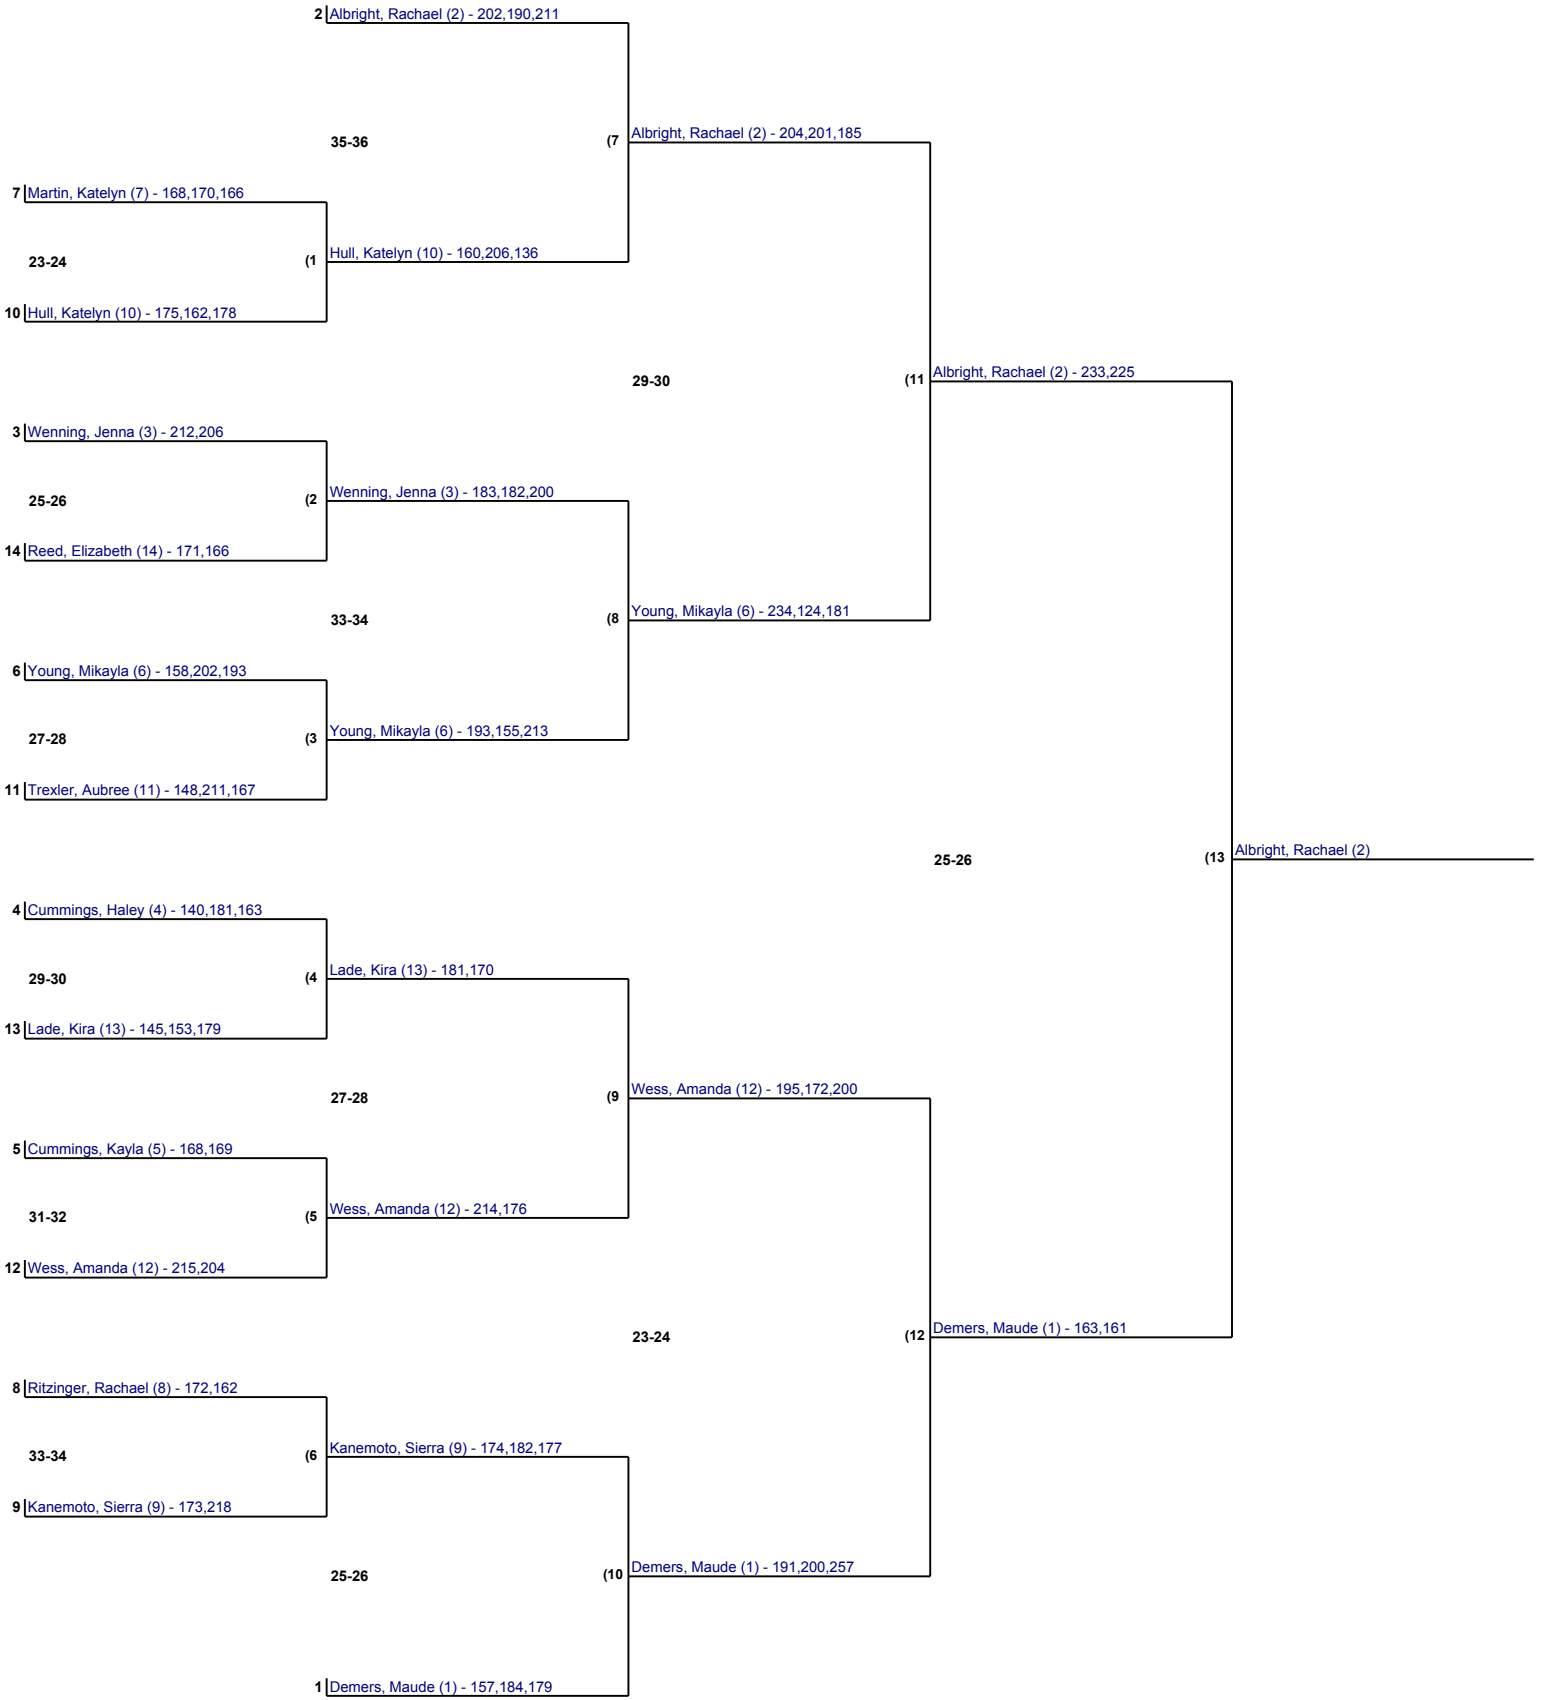 2 Albright, Rachael (2) - 202,190,211
35-36 (7 Albright, Rachael (2) - 204,201,185
7 Martin, Katelyn (7) - 168,170,166
23-24 (1 Hull, Katelyn (10) - 160,206,136
10 Hull, Katelyn (10) - 175,162,178
29-30 (11 Albright, Rachael (2) - 233,225
3 Wenning, Jenna (3) - 212,206
25-26 (2 Wenning, Jenna (3) - 183,182,200
14 Reed, Elizabeth (14) - 171,166
33-34 (8 Young, Mikayla (6) - 234,124,181
6 Young, Mikayla (6) - 158,202,193
27-28 (3 Young, Mikayla (6) - 193,155,213
11 Trexler, Aubree (11) - 148,211,167
25-26 (13 Albright, Rachael (2)
4 Cummings, Haley (4) - 140,181,163
29-30 (4 Lade, Kira (13) - 181,170
13 Lade, Kira (13) - 145,153,179
27-28 (9 Wess, Amanda (12) - 195,172,200
5 Cummings, Kayla (5) - 168,169
31-32 (5 Wess, Amanda (12) - 214,176
12 Wess, Amanda (12) - 215,204
23-24 (12 Demers, Maude (1) - 163,161
8 Ritzinger, Rachael (8) - 172,162
33-34 (6 Kanemoto, Sierra (9) - 174,182,177
9 Kanemoto, Sierra (9) - 173,218
25-26 (10 Demers, Maude (1) - 191,200,257
1 Demers, Maude (1) - 157,184,179